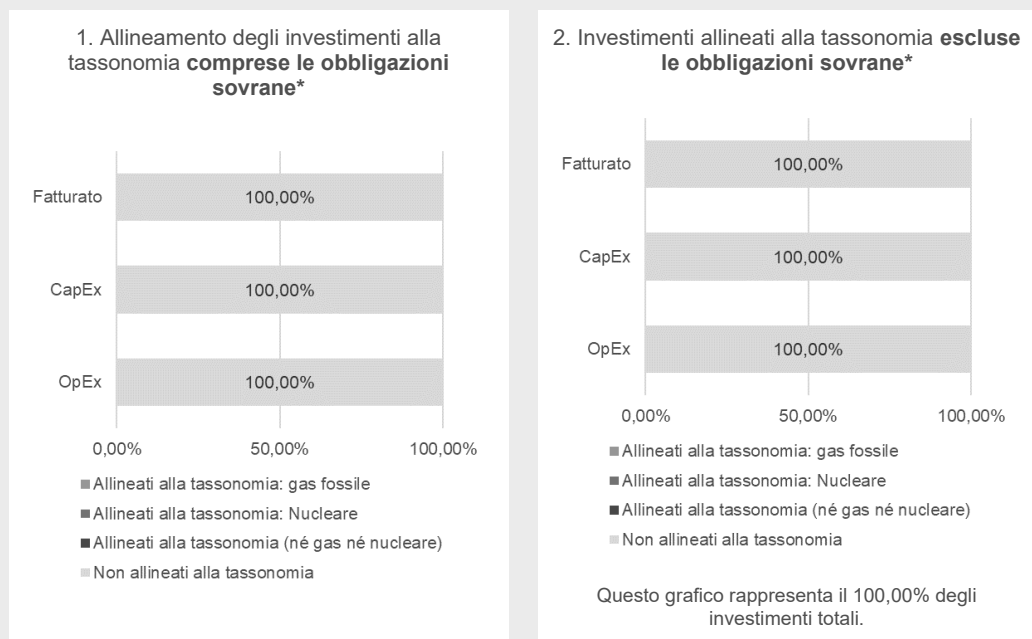 1. Allineamento degli investimenti alla
tassonomia comprese le obbligazioni
sovrane*
Fatturato
100,00%
CapEx
100,00%
OpEx
100,00%
0,00%
50,00%
100,00%
Allineati alla tassonomia: gas fossile
Allineati alla tassonomia: Nucleare
Allineati alla tassonomia (né gas né nucleare)
Non allineati alla tassonomia
2. Investimenti allineati alla tassonomia escluse
le obbligazioni sovrane*
Fatturato
100,00%
CapEx
100,00%
OpEx
100,00%
0,00%
50,00%
100,00%
Allineati alla tassonomia: gas fossile
Allineati alla tassonomia: Nucleare
Allineati alla tassonomia (né gas né nucleare)
Non allineati alla tassonomia
Questo grafico rappresenta il 100,00% degli
investimenti totali.